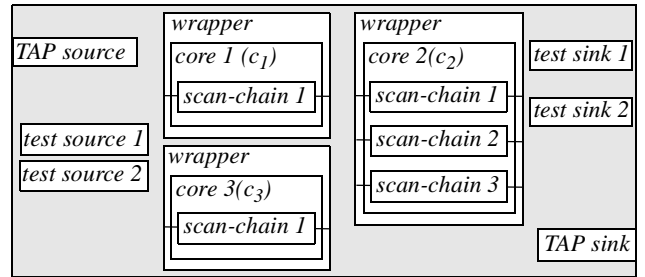 TAP source
test source 1
test source 2
wrapper
core 1 (c1)
scan-chain 1
wrapper
core 3(c3)
scan-chain 1
wrapper
core 2(c2)
scan-chain 1
scan-chain 2
scan-chain 3
test sink 1
test sink 2
TAP sink